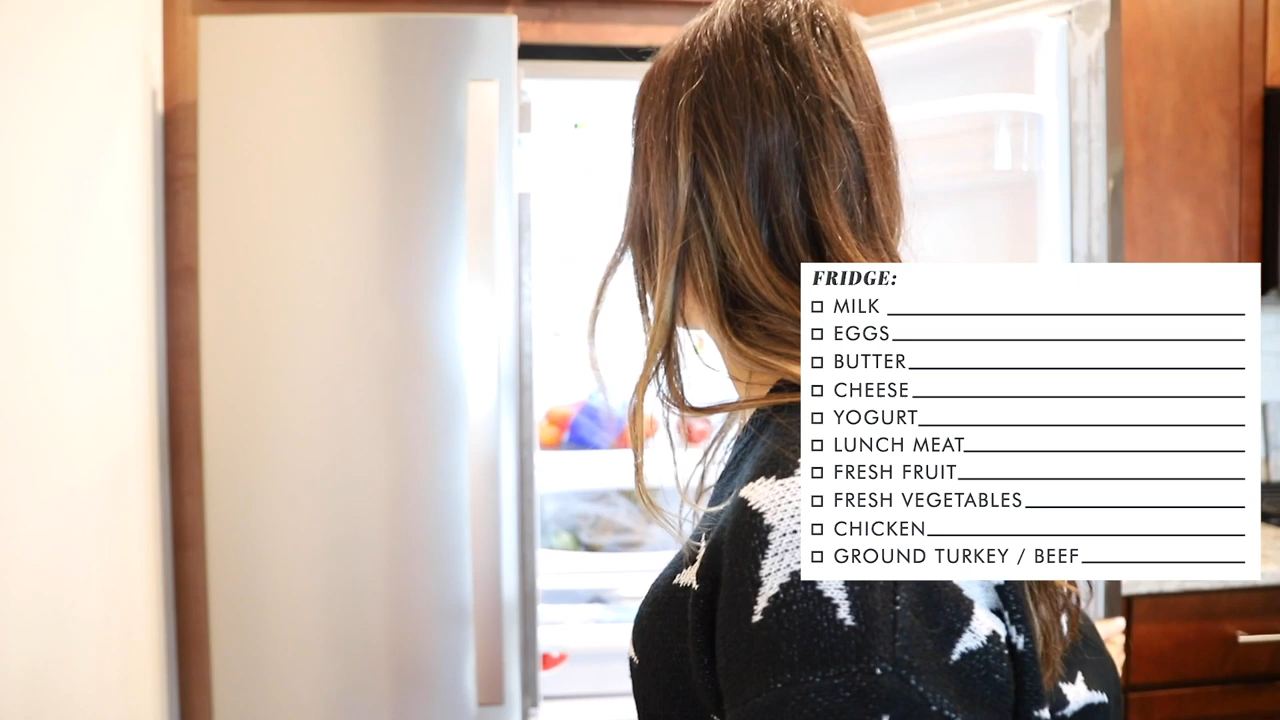 FRIDGE:
MILK
EGGS
BUTTER
CHEESE
YOGURT
LUNCH MEAT
FRESH FRUIT
FRESH VEGETABLES
CHICKEN
GROUND TURKEY / BEEF